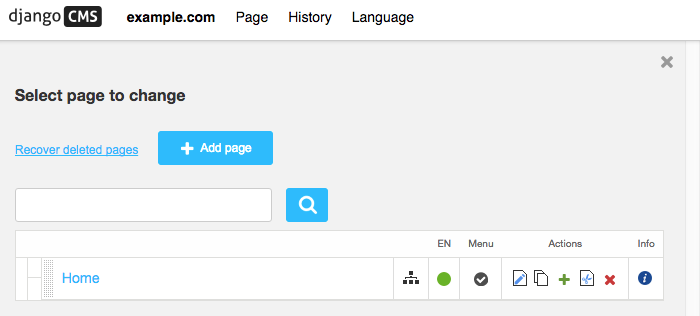 django CMS example.com Page History Language
Select page to change
Recover deleted pages Add page
EN Menu Actions Info
Home